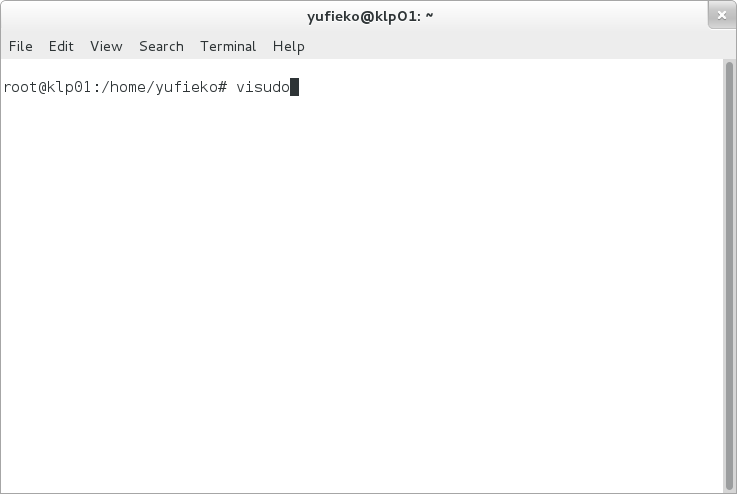 yufieko@klp01: ~
File Edit View Search Terminal Help
root@klp01:/home/yufieko# visudo